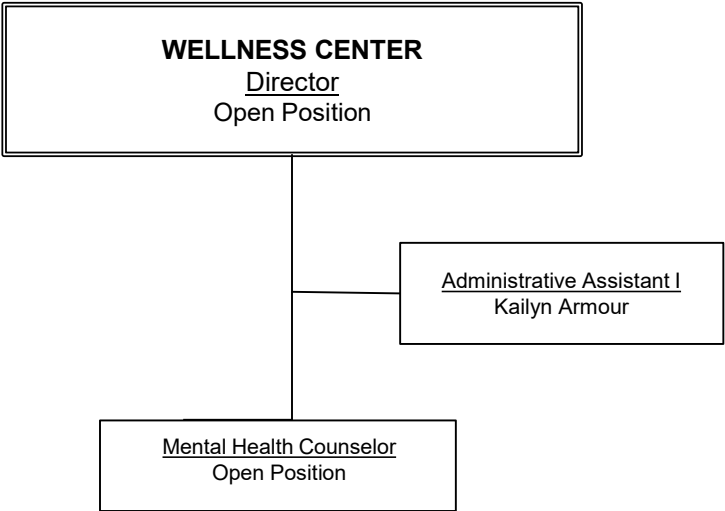 WELLNESS CENTER
Director
Open Position
Administrative Assistant I
Kailyn Armour
Mental Health Counselor
Open Position